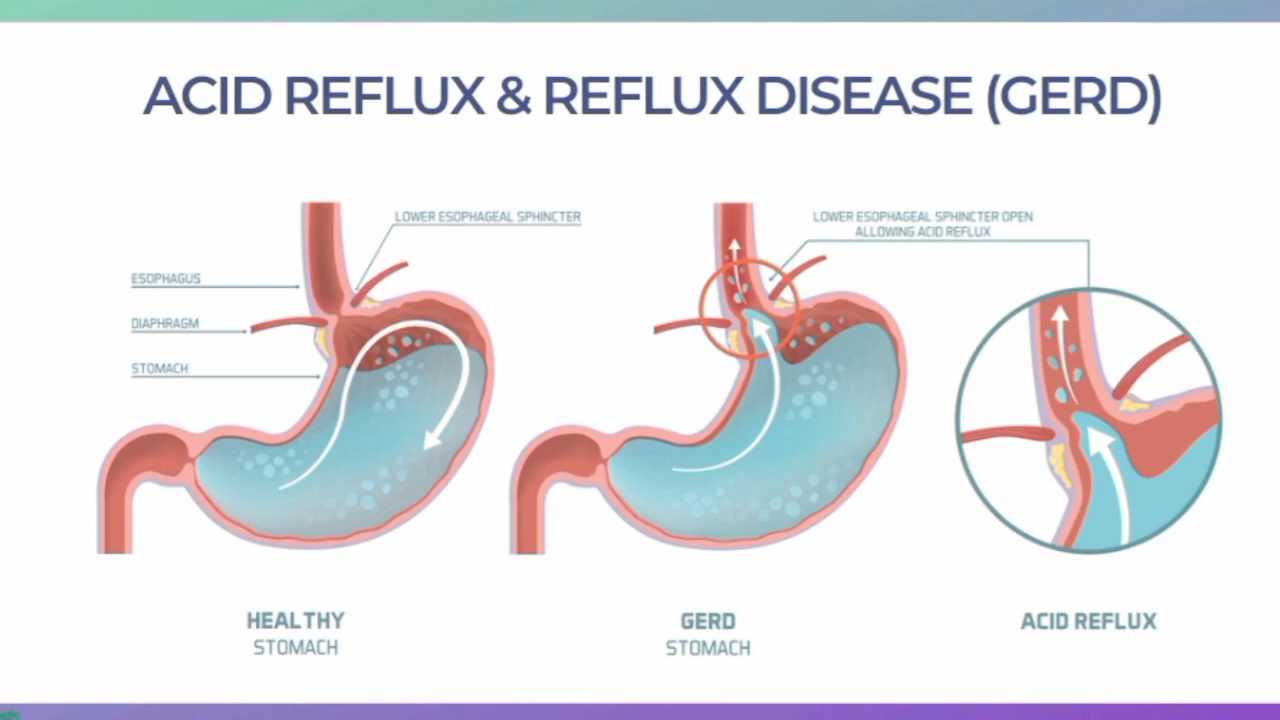 ACID REFLUX & REFLUX DISEASE (GERD)
LOWER ESOPHAGEAL SPHINCTER
ESOPHAGUS
DIAPHRAGM
STOMACH
LOWER ESOPHAGEAL SPHINCTER OPEN
ALLOWING ACID REFLUX
HEALTHY
STOMACH
GERD
STOMACH
ACID REFLUX